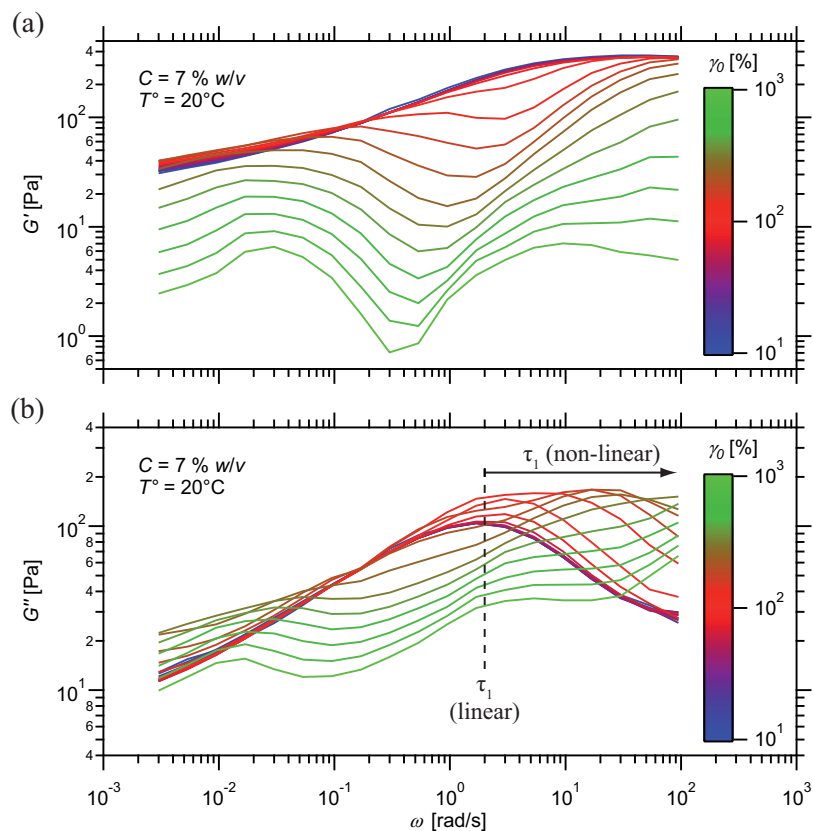 (a)
C = 7 % w/v
T° = 20°C
γ₀ [%]
10³
10²
10¹
4
2
10²
6
4
2
10¹
6
4
2
10⁰
6
G' [Pa]
(b)
C = 7 % w/v
T° = 20°C
τ₁ (non-linear)
γ₀ [%]
10³
10²
10¹
4
2
10²
8
6
4
2
10¹
8
6
4
G'' [Pa]
τ₁
(linear)
10⁻³ 10⁻² 10⁻¹ 10⁰ 10¹ 10² 10³
ω [rad/s]